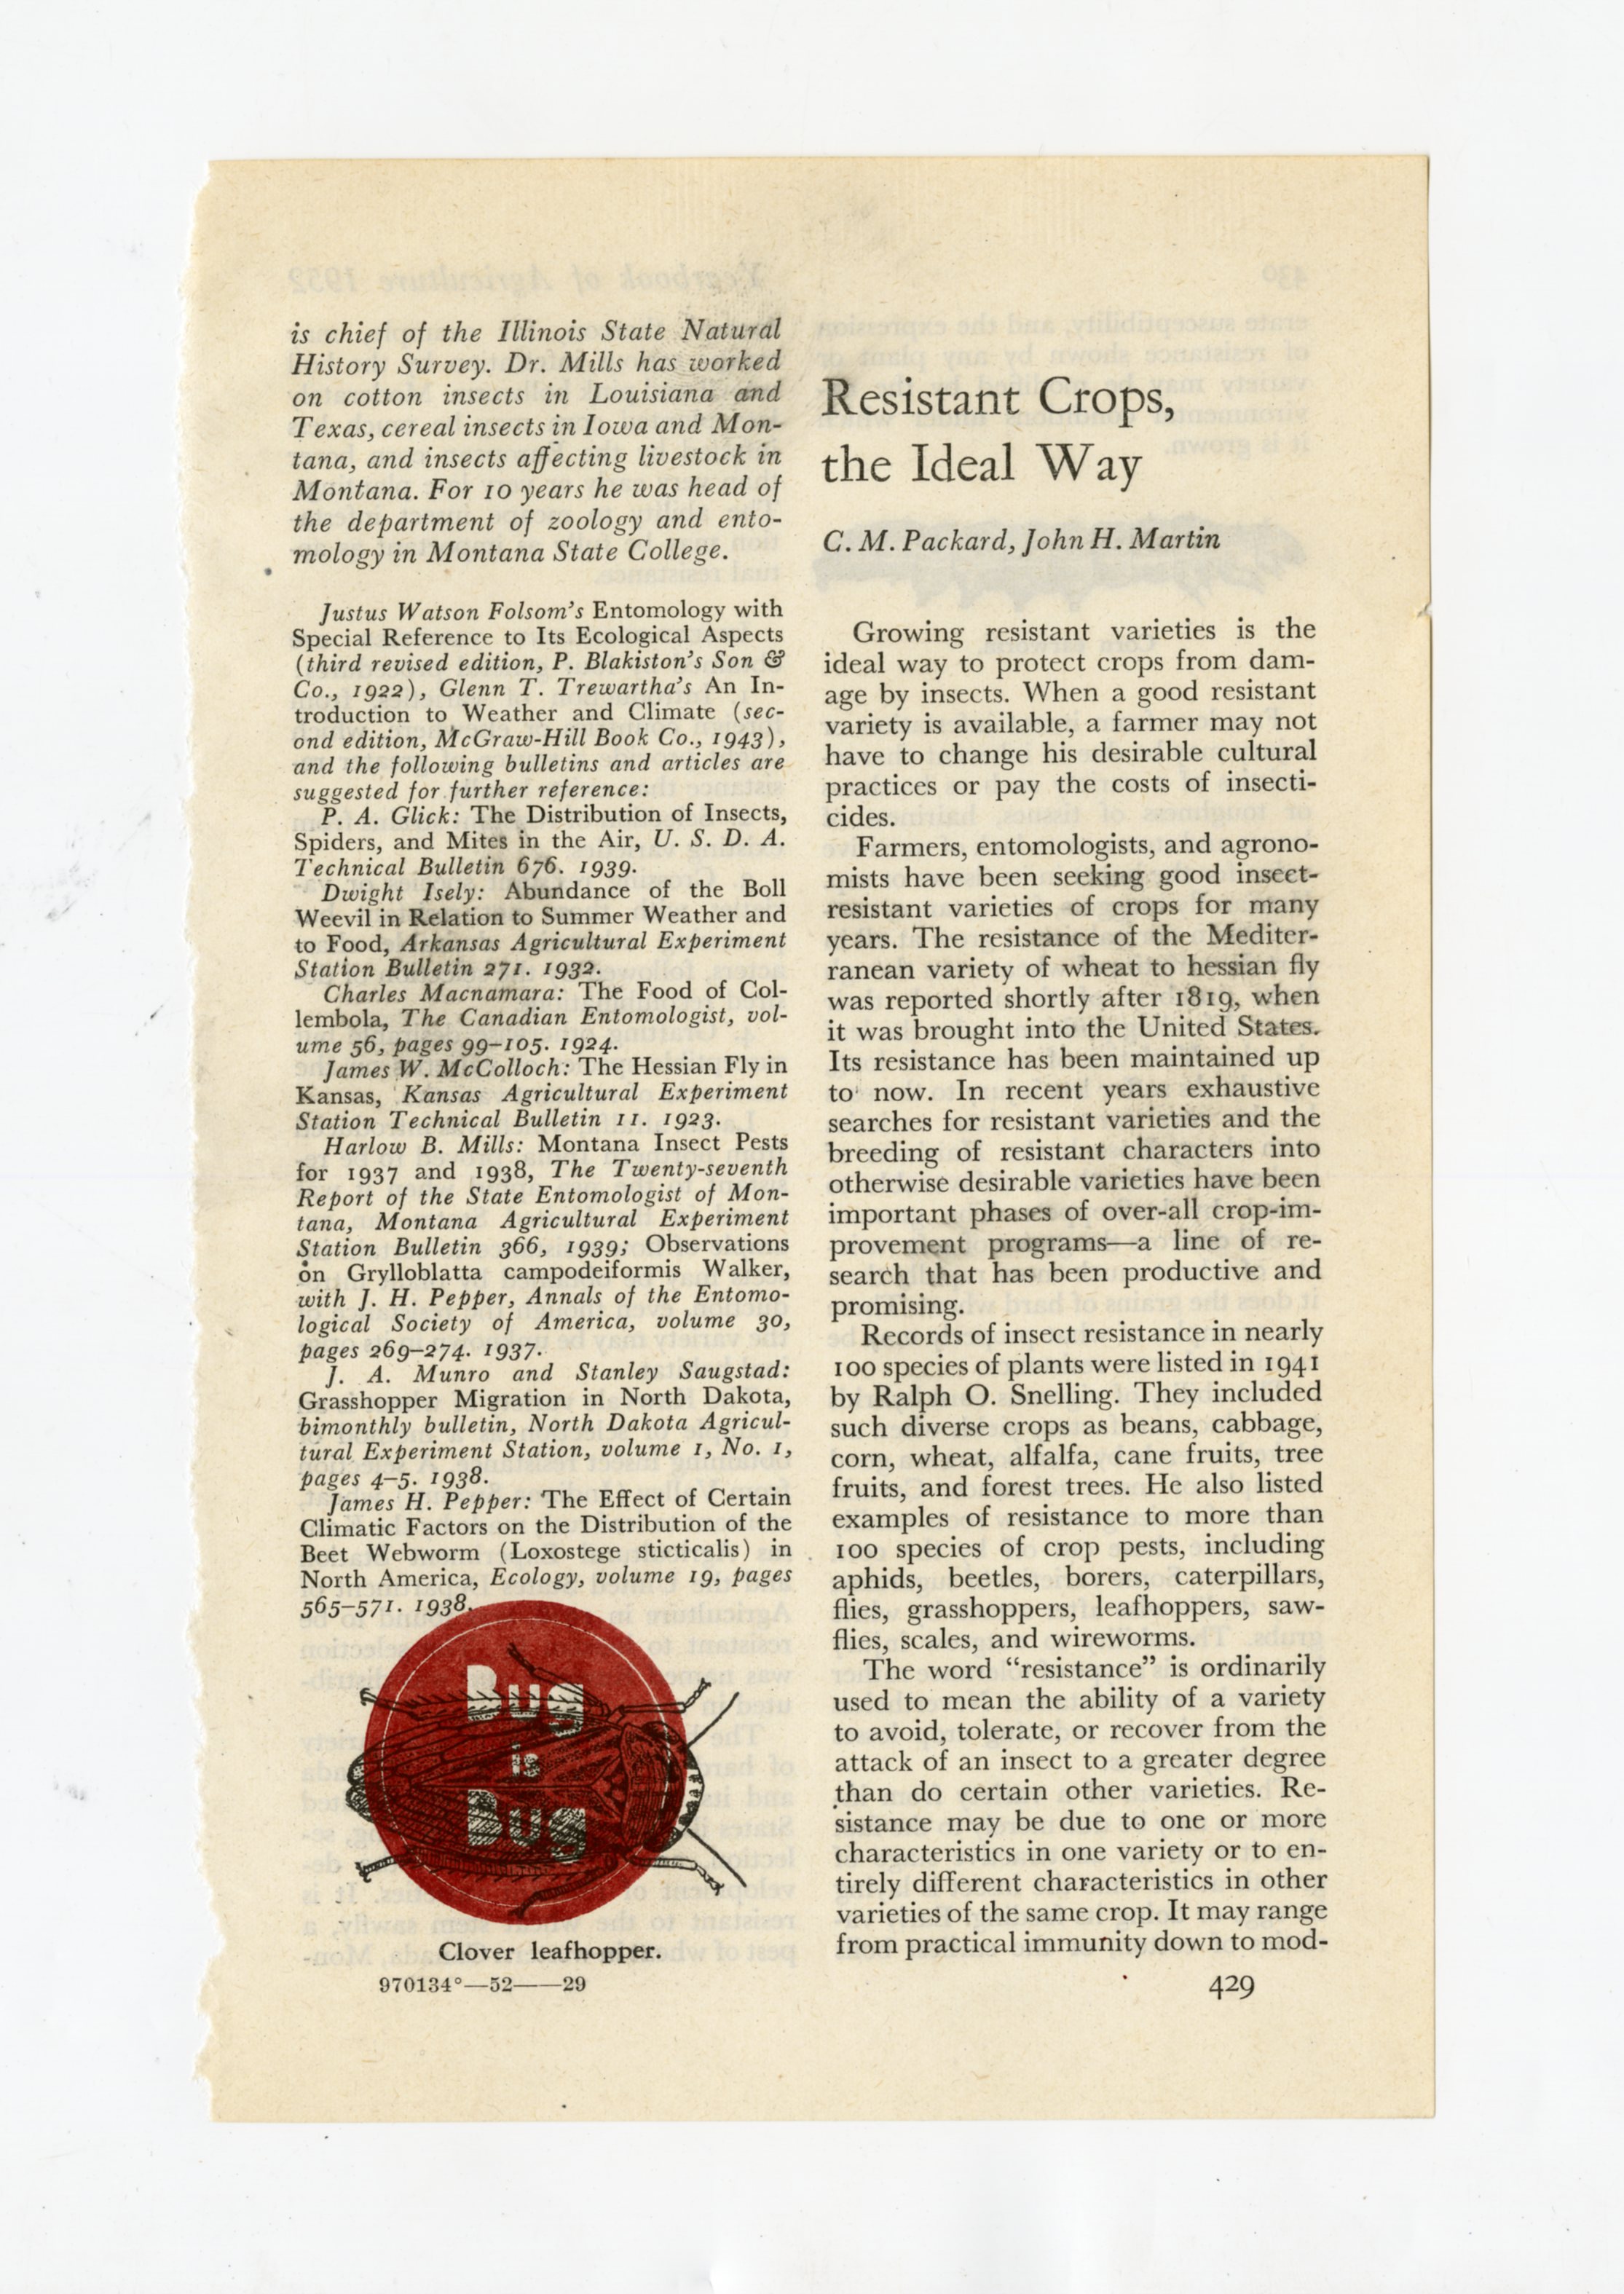 is chief of the Illinois State Natural
History Survey. Dr. Mills has worked
on cotton insects in Louisiana and
Texas, cereal insects in Iowa and Mon-
tana, and insects affecting livestock in
Montana. For 10 years he was head of
the department of zoology and ento-
mology in Montana State College.
Justus Watson Folsom's Entomology with
Special Reference to Its Ecological Aspects
(third revised edition, P. Blakiston's Son &
Co., 1922), Glenn T. Trewartha's An In-
troduction to Weather and Climate (sec-
ond edition, McGraw-Hill Book Co., 1943),
and the following bulletins and articles are
suggested for further reference:
P. A. Glick: The Distribution of Insects,
Spiders, and Mites in the Air, U. S. D. A.
Technical Bulletin 676. 1939.
Dwight Isely: Abundance of the Boll
Weevil in Relation to Summer Weather and
to Food, Arkansas Agricultural Experiment
Station Bulletin 271. 1932.
Charles Macnamara: The Food of Col-
lembola, The Canadian Entomologist, vol-
ume 56, pages 99–105. 1924.
James W. McColloch: The Hessian Fly in
Kansas, Kansas Agricultural Experiment
Station Technical Bulletin 11. 1923.
Harlow B. Mills: Montana Insect Pests
for 1937 and 1938, The Twenty-seventh
Report of the State Entomologist of Mon-
tana, Montana Agricultural Experiment
Station Bulletin 366, 1939; Observations
on Grylloblatta campodeiformis Walker,
with J. H. Pepper, Annals of the Entomo-
logical Society of America, volume 30,
pages 269–274. 1937.
J. A. Munro and Stanley Saugstad:
Grasshopper Migration in North Dakota,
bimonthly bulletin, North Dakota Agricul-
tural Experiment Station, volume 1, No. 1,
pages 4–5. 1938.
James H. Pepper: The Effect of Certain
Climatic Factors on the Distribution of the
Beet Webworm (Loxostege sticticalis) in
North America, Ecology, volume 19, pages
565–571. 1938.
Bug
is
Bug
Clover leafhopper.
970134°—52——29
Resistant Crops,
the Ideal Way
C. M. Packard, John H. Martin
Growing resistant varieties is the
ideal way to protect crops from dam-
age by insects. When a good resistant
variety is available, a farmer may not
have to change his desirable cultural
practices or pay the costs of insecti-
cides.
Farmers, entomologists, and agrono-
mists have been seeking good insect-
resistant varieties of crops for many
years. The resistance of the Mediter-
ranean variety of wheat to hessian fly
was reported shortly after 1819, when
it was brought into the United States.
Its resistance has been maintained up
to now. In recent years exhaustive
searches for resistant varieties and the
breeding of resistant characters into
otherwise desirable varieties have been
important phases of over-all crop-im-
provement programs—a line of re-
search that has been productive and
promising.
Records of insect resistance in nearly
100 species of plants were listed in 1941
by Ralph O. Snelling. They included
such diverse crops as beans, cabbage,
corn, wheat, alfalfa, cane fruits, tree
fruits, and forest trees. He also listed
examples of resistance to more than
100 species of crop pests, including
aphids, beetles, borers, caterpillars,
flies, grasshoppers, leafhoppers, saw-
flies, scales, and wireworms.
The word “resistance” is ordinarily
used to mean the ability of a variety
to avoid, tolerate, or recover from the
attack of an insect to a greater degree
than do certain other varieties. Re-
sistance may be due to one or more
characteristics in one variety or to en-
tirely different characteristics in other
varieties of the same crop. It may range
from practical immunity down to mod-
429